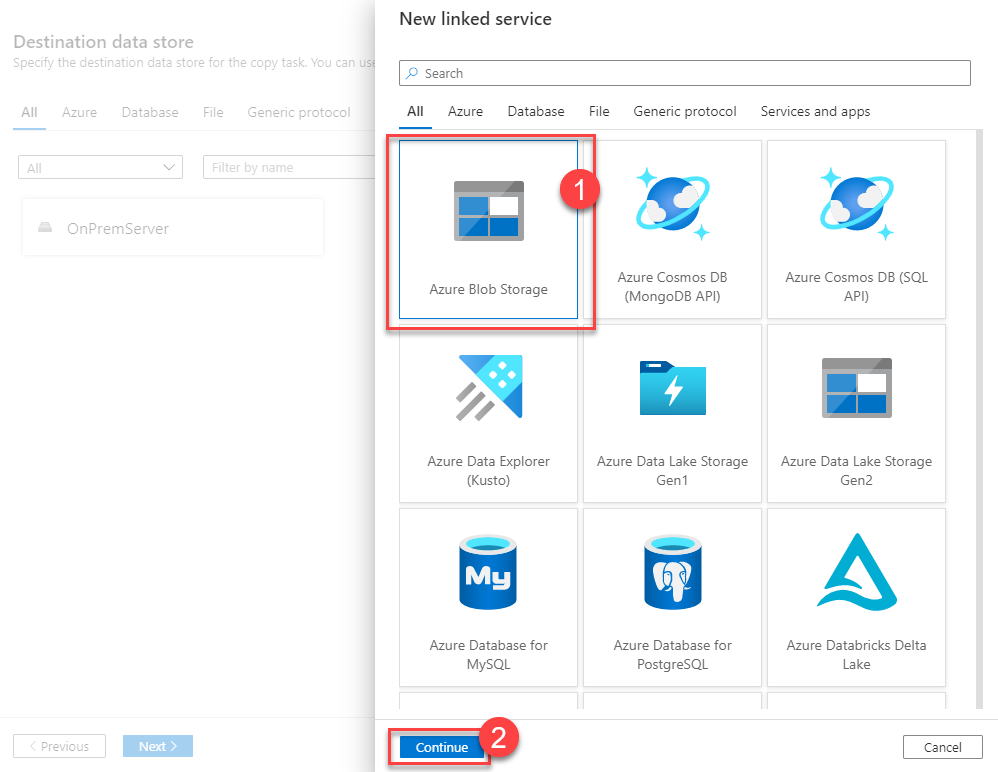 Destination data store
Specify the destination data store for the copy task. You can use
All Azure Database File Generic protocol
All
Filter by name
OnPremServer
Previous
Next
New linked service
Search
All Azure Database File Generic protocol Services and apps
1
Azure Blob Storage
Azure Cosmos DB
(MongoDB API)
Azure Cosmos DB (SQL
API)
Azure Data Explorer
(Kusto)
Azure Data Lake Storage
Gen1
Azure Data Lake Storage
Gen2
My
Azure Database for
MySQL
Azure Database for
PostgreSQL
Azure Databricks Delta
Lake
Continue
2
Cancel